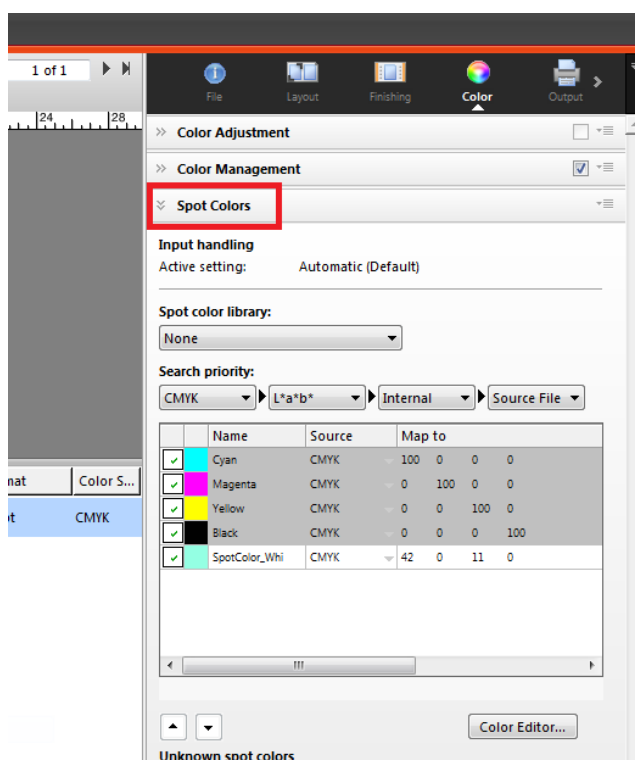 1 of 1
File Layout Finishing Color Output
24 28
Color Adjustment
Color Management
Spot Colors
Input handling
Active setting: Automatic (Default)
Spot color library:
None
Search priority:
CMYK L*a*b* Internal Source File
Name Source Map to
Cyan CMYK 100 0 0 0
mat Color S...
Magenta CMYK 0 100 0 0
Yellow CMYK 0 0 100 0
ot CMYK
Black CMYK 0 0 0 100
SpotColor_Whi CMYK 42 0 11 0
Color Editor...
Unknown spot colors